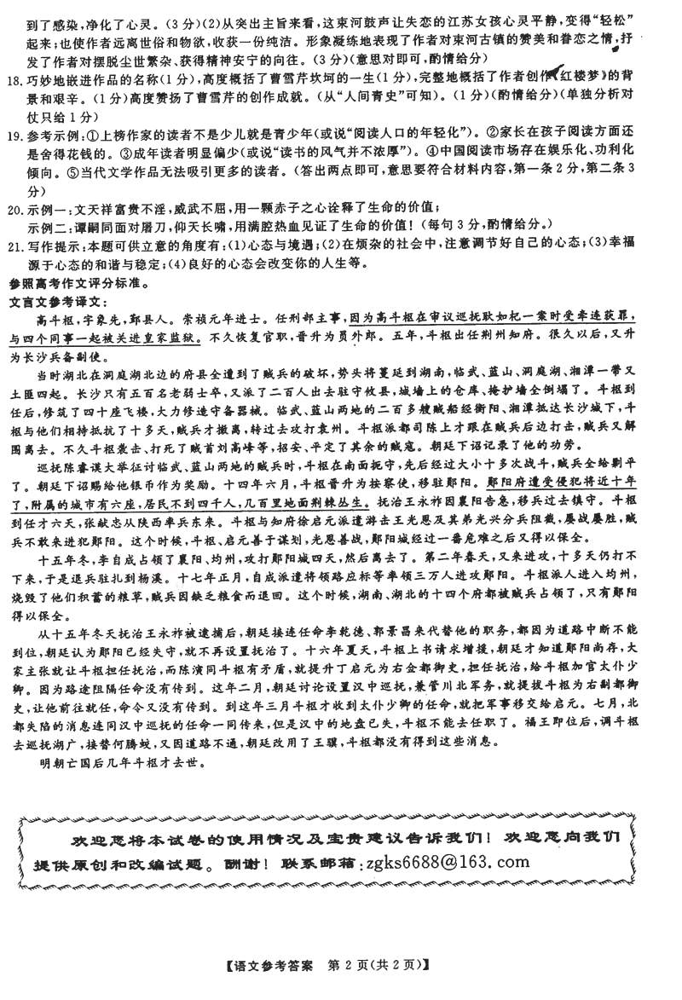 到了感染,净化了心灵。(3分)(2)从突出主旨来看,这束河鼓声让失恋的江苏女孩心灵平静,变得“轻松”
起来;也使作者远离世俗和物欲,收获一份纯洁。形象凝练地表现了作者对束河古镇的赞美和眷恋之情,抒
发了作者对摆脱尘世繁杂、获得精神安宁的向往。(3分)(意思对即可,酌情给分)
18.巧妙地嵌进作品的名称(1分),高度概括了曹雪芹坎坷的一生(1分),完整地概括了作者创作《红楼梦》的背
景和艰辛。(1分)高度赞扬了曹雪芹的创作成就。(从“人间青史”可知)。(1分)(酌情给分)(单独分析对
仗只给1分)
19.参考示例:①上榜作家的读者不是少儿就是青少年(或说“阅读人口的年轻化”)。②家长在孩子阅读方面还
是舍得花钱的。③成年读者明显偏少(或说“读书的风气并不浓厚”)。④中国阅读市场存在娱乐化、功利化
倾向。⑤当代文学作品无法吸引更多的读者。(答出两点即可,意思要符合材料内容,第一条2分,第二条3
分)
20.示例一:文天祥富贵不淫,威武不屈,用一颗赤子之心诠释了生命的价值;
示例二:谭嗣同面对屠刀,仰天长啸,用满腔热血见证了生命的价值!(每句3分,酌情给分。)
21.写作提示:本题可供立意的角度有:(1)心态与境遇;(2)在烦杂的社会中,注意调节好自己的心态;(3)幸福
源于心态的和谐与稳定;(4)良好的心态会改变你的人生等。
参照高考作文评分标准。
文言文参考译文:
高斗枢,字象先,鄞县人。崇祯元年进士。任刑部主事,因为高斗枢在审议巡抚耿如杞一案时受牵连获罪,
与四个同事一起被关进皇家监狱。不久恢复官职,晋升为员外郎。五年,斗枢出任荆州知府。很久以后,又升
为长沙兵备副使。
当时湖北在洞庭湖北边的府县全遭到了贼兵的破坏,势头将蔓延到湖南,临武、蓝山、洞庭湖、湘潭一带又
土匪四起。长沙只有五百名老弱士卒,又派了二百人出去驻守攸县,城墙上的仓库、掩护墙全倒塌了。斗枢到
任后,修筑了四十座飞楼,大力修造守备器械。临武、蓝山两地的二百多艘贼船经衡阳、湘潭抵达长沙城下,斗
枢与他们相持抵抗了十多天,贼兵才撤离,转过去攻打袁州。斗枢派都司陈上才跟在贼兵后边打击,贼兵又解
围离去。不久斗枢袭击、打死了贼首刘高峰等,招安、平定了其余的贼寇。朝廷下诏记录了他的功劳。
巡抚陈睿谟大举征讨临武、蓝山两地的贼兵时,斗枢在南面扼守,先后经过大小十多次战斗,贼兵全给剿平
了。朝廷下诏赐给他银币作为奖励。十四年六月,斗枢晋升为按察使,移驻郧阳。郧阳府遭受侵犯将近十年
了,附属的城市有六座,居民不到四千人,几百里地面荆棘丛生。抚治王永祚因襄阳告急,移兵过去镇守。斗枢
到任才六天,张献忠从陕西率兵东来。斗枢与知府徐启元派遣游击王光恩及其弟光兴分兵阻截,屡战屡胜,贼
兵不敢来进犯郧阳。这个时候,斗枢、启元善于谋划,光恩善战,郧阳城经过一番危难之后又得以保全。
十五年冬,李自成占领了襄阳、均州,攻打郧阳城四天,然后离去了。第二年春天,又来进攻,十多天仍打不
下来,于是退兵驻扎到杨溪。十七年正月,自成派遣将领路应标等率领三万人进攻郧阳。斗枢派人进入均州,
烧毁了他们积蓄的粮草,贼兵因缺乏粮食而退回。这个时候,湖南、湖北的十四个府都被贼兵占领了,只有郧阳
得以保全。
从十五年冬天抚治王永祚被逮捕后,朝廷接连任命李乾德、郭景昌来代替他的职务,都因为道路中断不能
到位,朝廷认为郧阳已经失守,就不再设置抚治了。十六年夏天,斗枢上书请求增援,朝廷才知道郧阳尚存,大
家主张就让斗枢担任抚治,而陈演同斗枢有矛盾,就提升丁启元为右佥都御史,担任抚治,给斗枢加官太仆少
卿。因为路途阻隔任命没有传到。这年二月,朝廷讨论设置汉中巡抚,兼管川北军务,就提拔斗枢为右副都御
史,让他前往就任,命令又没有传到。到这年三月斗枢才收到太仆少卿的任命,就把军事移交给启元。七月,北
都失陷的消息连同汉中巡抚的任命一同传来,但是汉中的地盘已失,斗枢不能去任职了。福王即位后,调斗枢
去巡抚湖广,接替何腾蛟,又因道路不通,朝廷改用了王骥,斗枢都没有得到这些消息。
明朝亡国后几年斗枢才去世。
欢迎您将本试卷的使用情况及宝贵建议告诉我们!欢迎您向我们
提供原创和改编试题。酬谢!联系邮箱:zgks6688@163.com
【语文参考答案 第2页(共2页)】